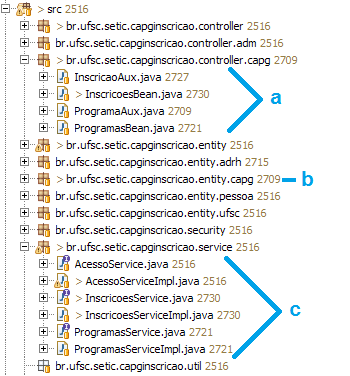 > src 2516
> br.ufsc.setic.capginscricao.controller 2516
br.ufsc.setic.capginscricao.controller.adm 2516
> br.ufsc.setic.capginscricao.controller.capg 2709
InscricaoAux.java 2727
> InscricoesBean.java 2730
ProgramaAux.java 2709
ProgramasBean.java 2721
a
> br.ufsc.setic.capginscricao.entity 2516
br.ufsc.setic.capginscricao.entity.adrh 2715
> br.ufsc.setic.capginscricao.entity.capg 2709 b
br.ufsc.setic.capginscricao.entity.pessoa 2516
br.ufsc.setic.capginscricao.entity.ufsc 2516
br.ufsc.setic.capginscricao.security 2516
> br.ufsc.setic.capginscricao.service 2516
AcessoService.java 2516
> AcessoServiceImpl.java 2516
> InscricoesService.java 2730
> InscricoesServiceImpl.java 2730
ProgramasService.java 2721
ProgramasServiceImpl.java 2721
c
br.ufsc.setic.capginscricao.util 2516